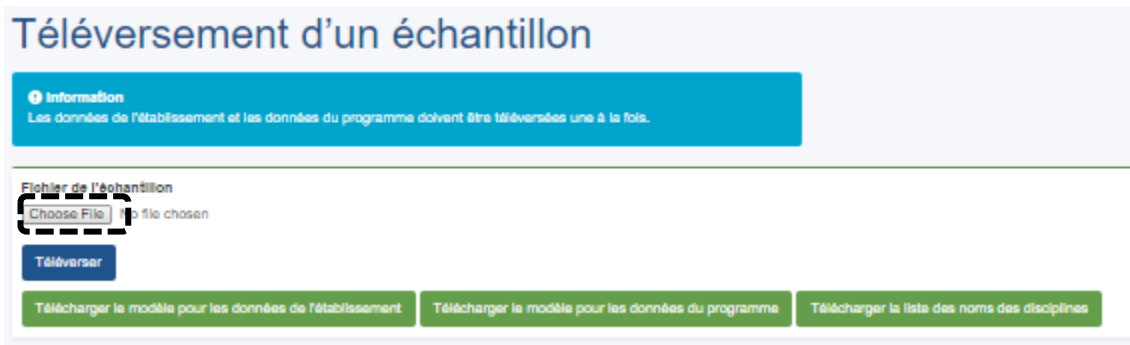 Téléversement d’un échantillon
Information
Les données de l'établissement et les données du programme doivent être téléversées une à la fois.
Fichier de l'échantillon
Choose File No file chosen
Téléverser
Télécharger le modèle pour les données de l'établissement Télécharger le modèle pour les données du programme Télécharger la liste des noms des disciplines